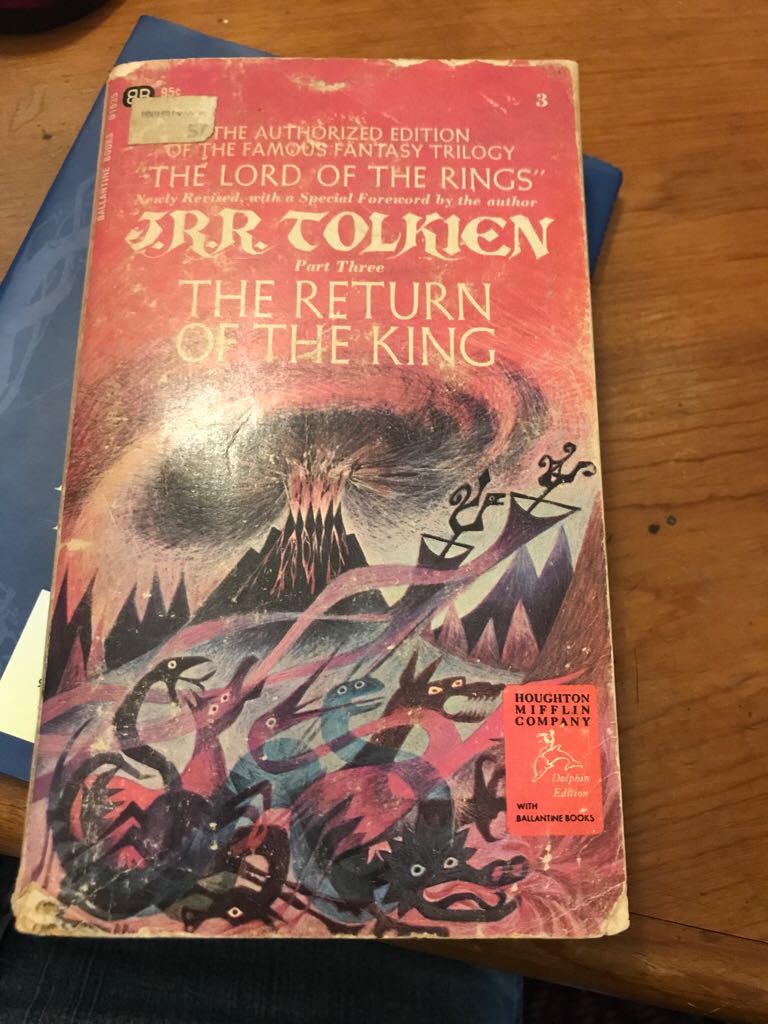 BB 95c
BALLANTINE BOOKS
3
THE AUTHORIZED EDITION
OF THE FAMOUS FANTASY TRILOGY
"THE LORD OF THE RINGS"
Newly Revised, with a Special Foreword by the author
J.R.R. TOLKIEN
Part Three
THE RETURN
OF THE KING
HOUGHTON
MIFFLIN
COMPANY
Dolphin
Edition
WITH
BALLANTINE BOOKS